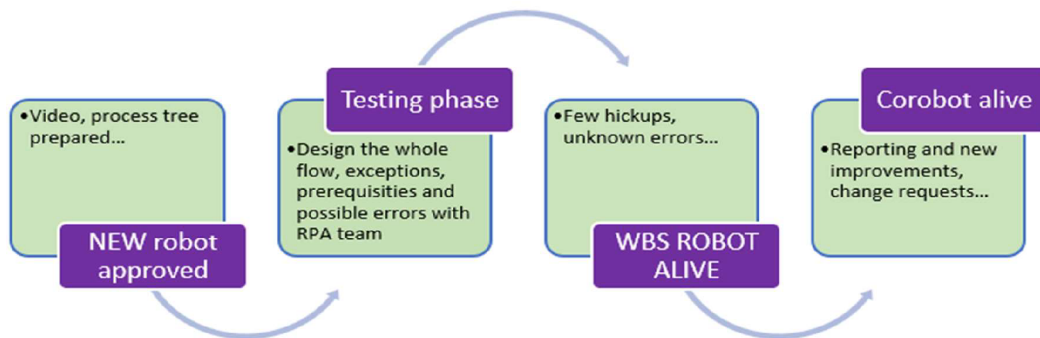 •Video, process tree
prepared...
NEW robot
approved
Testing phase
•Design the whole
flow, exceptions,
prerequisities and
possible errors with
RPA team
•Few hickups,
unknown errors...
WBS ROBOT
ALIVE
Corobot alive
•Reporting and new
improvements,
change requests...